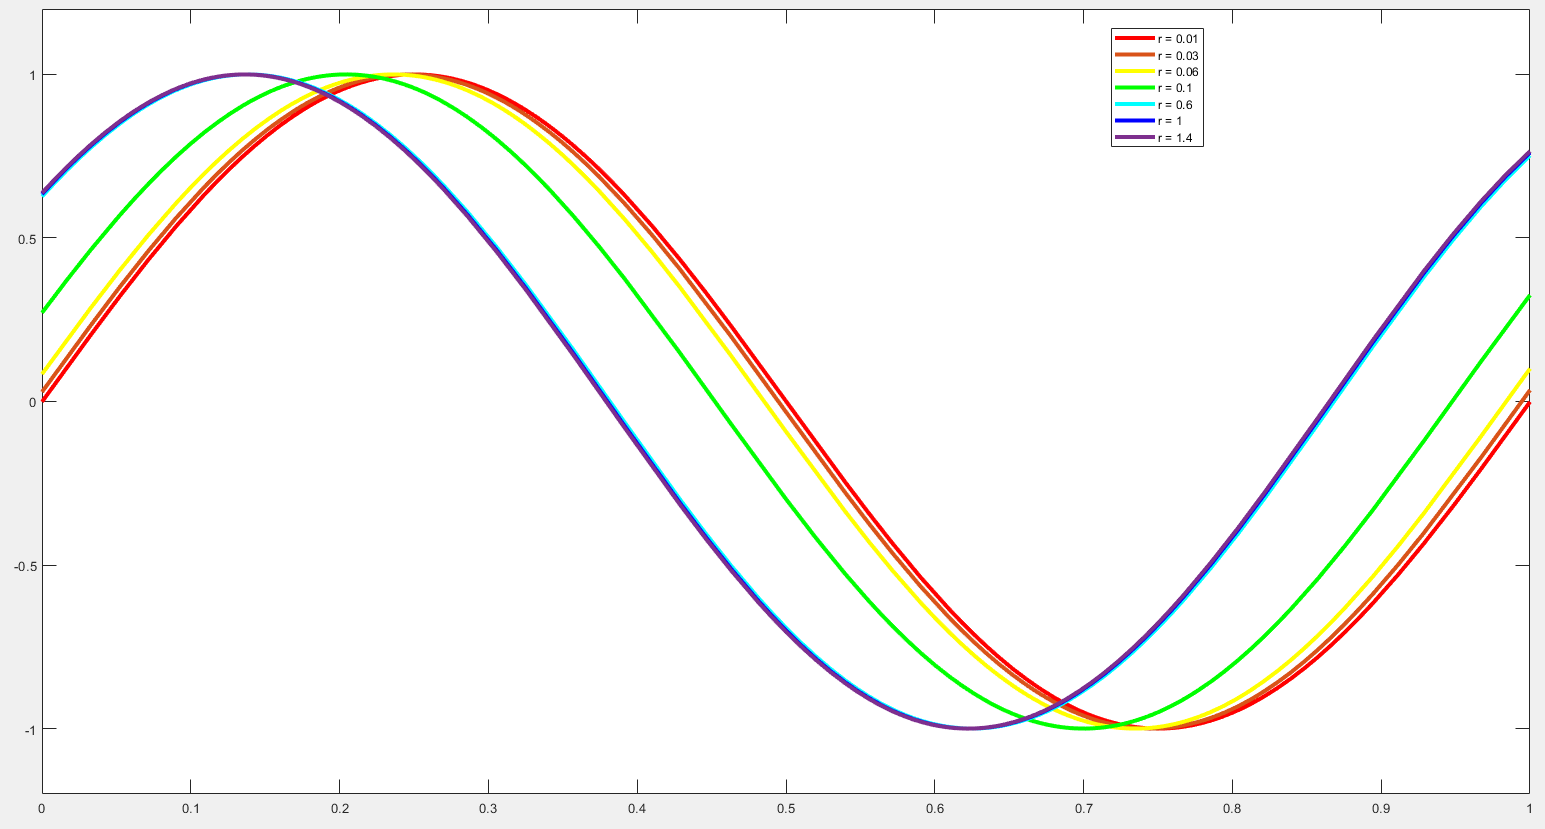 r = 0.01
r = 0.03
r = 0.06
r = 0.1
r = 0.6
r = 1
r = 1.4
1
0.5
0
-0.5
-1
0 0.1 0.2 0.3 0.4 0.5 0.6 0.7 0.8 0.9 1